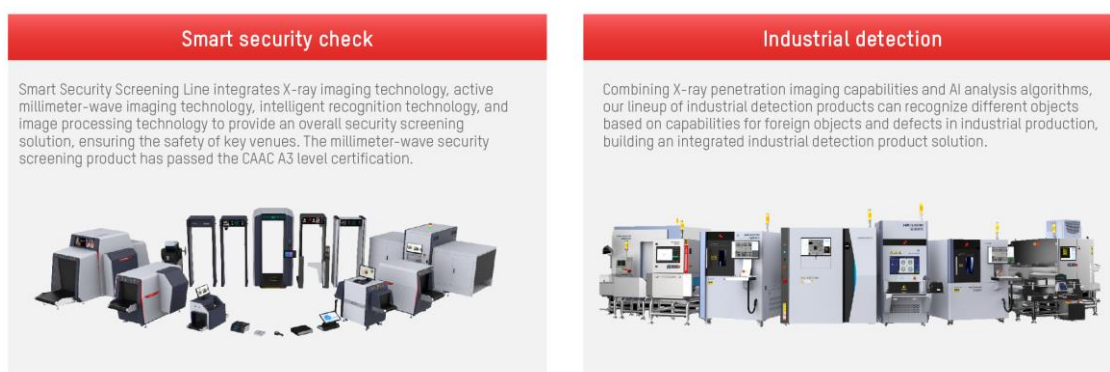 Smart security check
Smart Security Screening Line integrates X-ray imaging technology, active
millimeter-wave imaging technology, intelligent recognition technology, and
image processing technology to provide an overall security screening
solution, ensuring the safety of key venues. The millimeter-wave security
screening product has passed the CAAC A3 level certification.
Industrial detection
Combining X-ray penetration imaging capabilities and AI analysis algorithms,
our lineup of industrial detection products can recognize different objects
based on capabilities for foreign objects and defects in industrial production,
building an integrated industrial detection product solution.